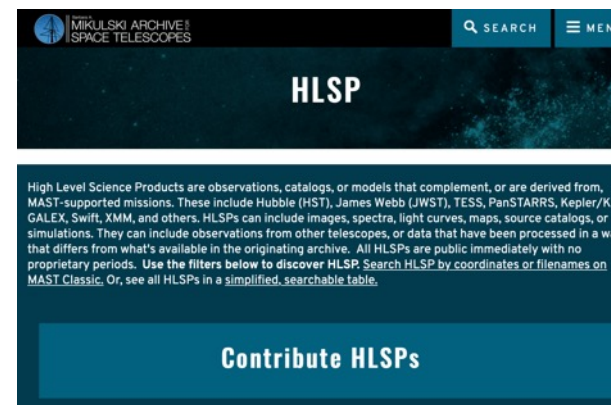 MIKULSKI ARCHIVE
SPACE TELESCOPES
SEARCH
MEN
HLSP
High Level Science Products are observations, catalogs, or models that complement, or are derived from,
MAST-supported missions. These include Hubble (HST), James Webb (JWST), TESS, PanSTARRS, Kepler/K
GALEX, Swift, XMM, and others. HLSPs can include images, spectra, light curves, maps, source catalogs, or
simulations. They can include observations from other telescopes, or data that have been processed in a wa
that differs from what's available in the originating archive. All HLSPs are public immediately with no
proprietary periods. Use the filters below to discover HLSP. Search HLSP by coordinates or filenames on
MAST Classic. Or, see all HLSPs in a simplified, searchable table.
Contribute HLSPs